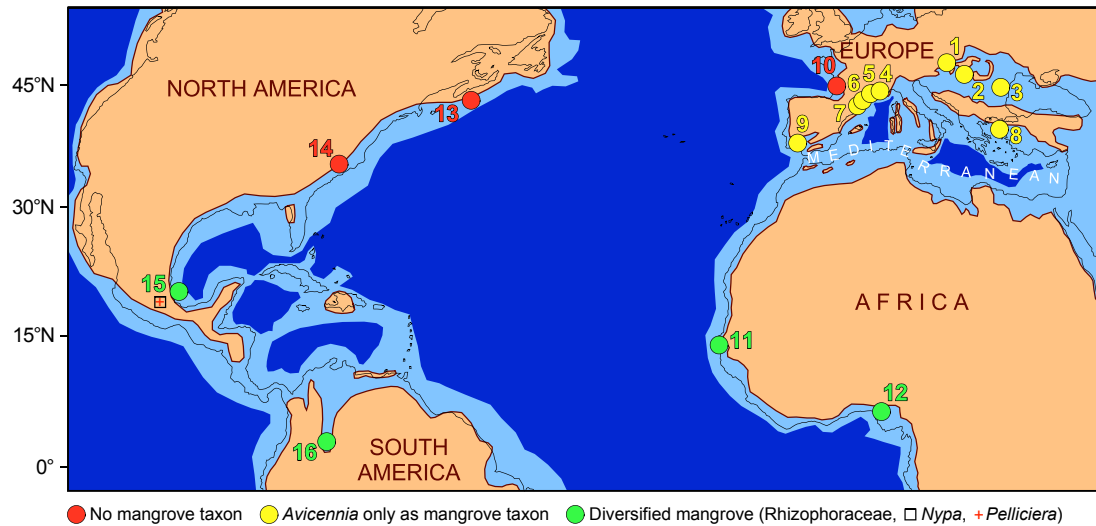 EUROPE
1
10
45°N
NORTH AMERICA
6
5
4
2
3
13
7
14
9
8
MEDITERRANEAN
30°N
15
AFRICA
15°N
11
12
16
SOUTH
AMERICA
0°
No mangrove taxon Avicennia only as mangrove taxon Diversified mangrove (Rhizophoraceae, Nypa, + Pelliciera)